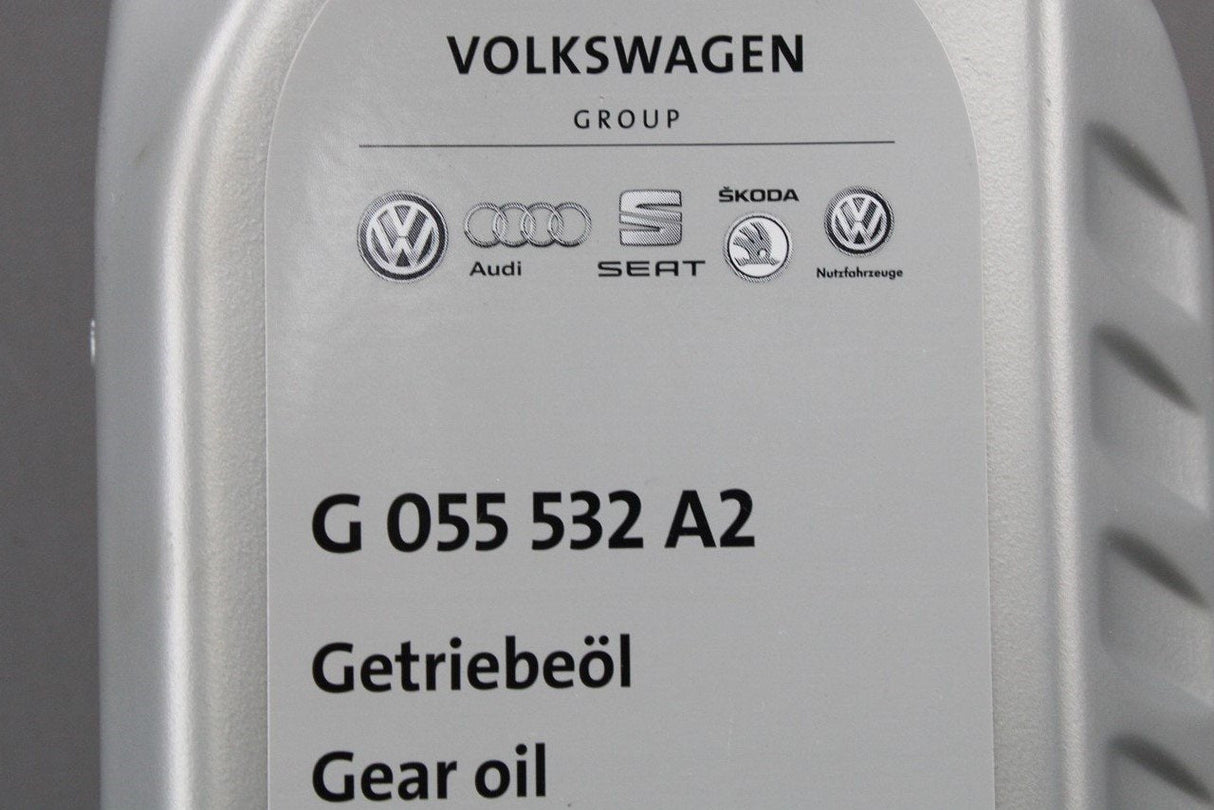 VOLKSWAGEN
GROUP
ŠKODA
Audi
SEAT
Nutzfahrzeuge
G 055 532 A2
Getriebeöl
Gear oil